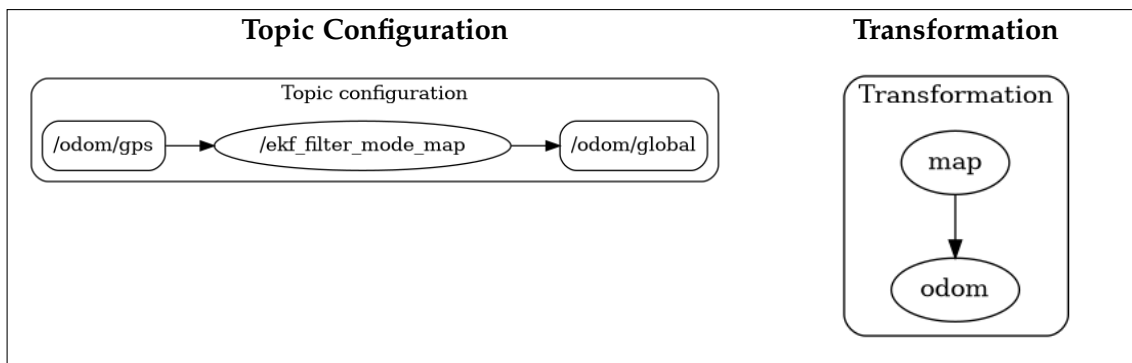 Topic Configuration
Topic configuration
/odom/gps
/ekf_filter_mode_map
/odom/global
Transformation
Transformation
map
odom